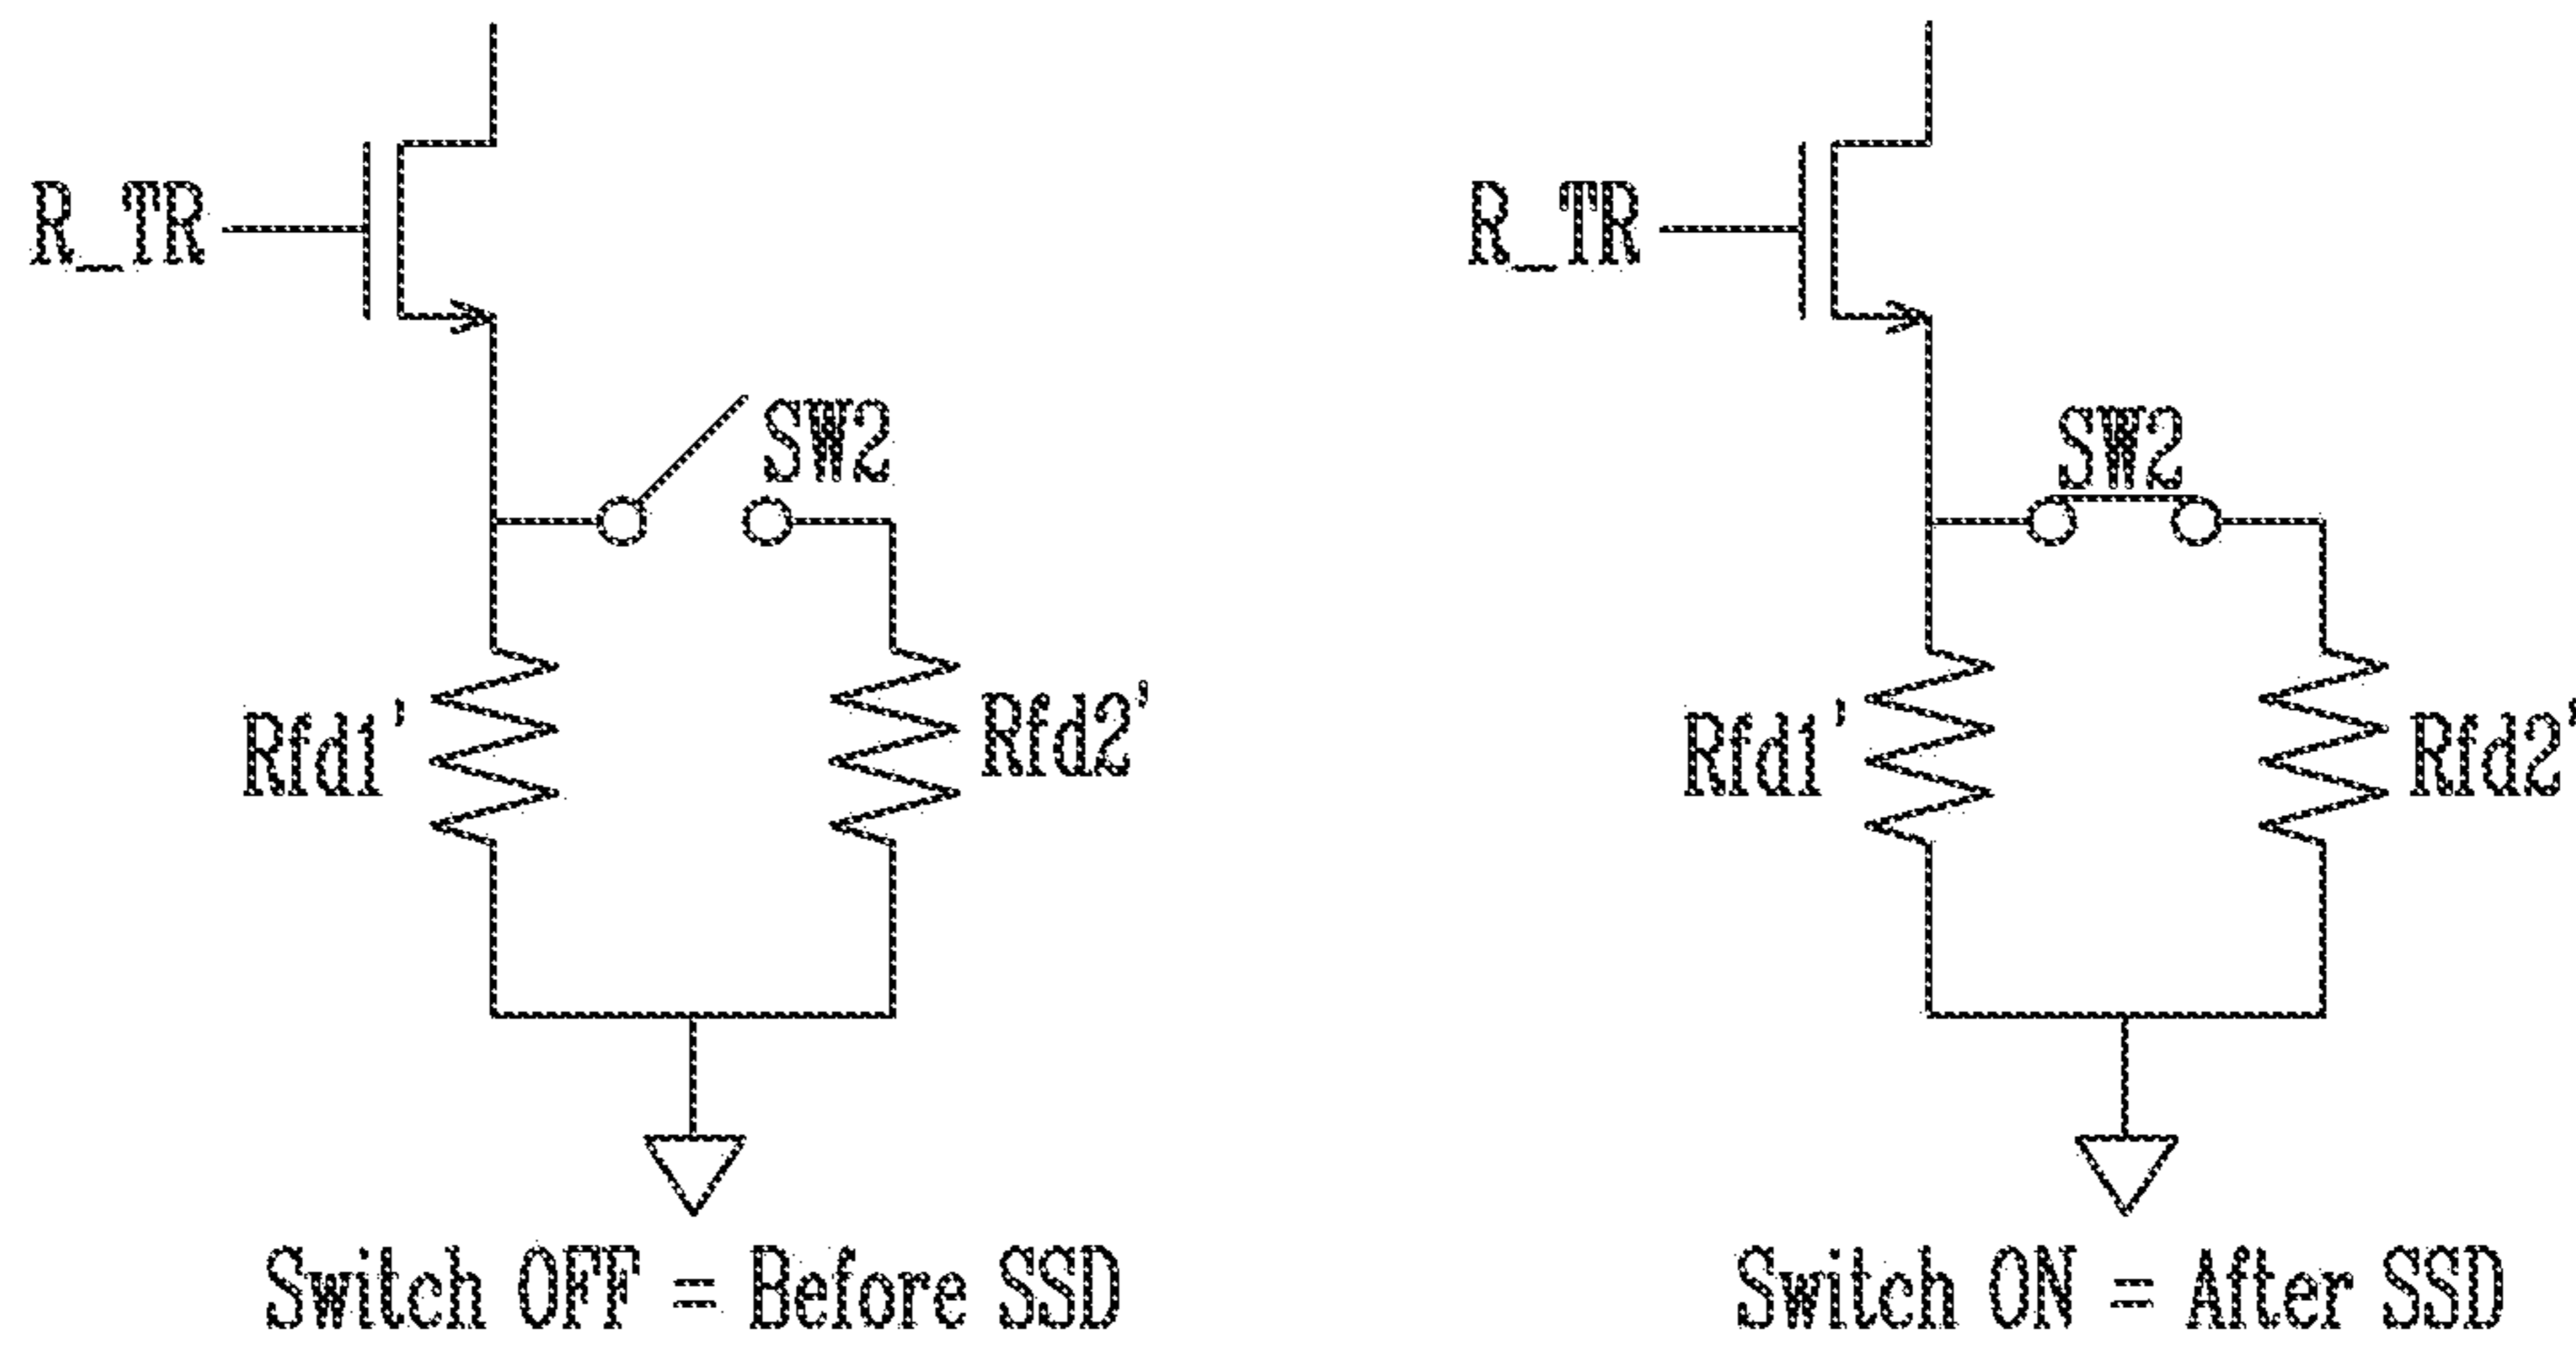 R_TR
SW2
Rfd1'
Rfd2'
Switch OFF = Before SSD
R_TR
SW2
Rfd1'
Rfd2'
Switch ON = After SSD